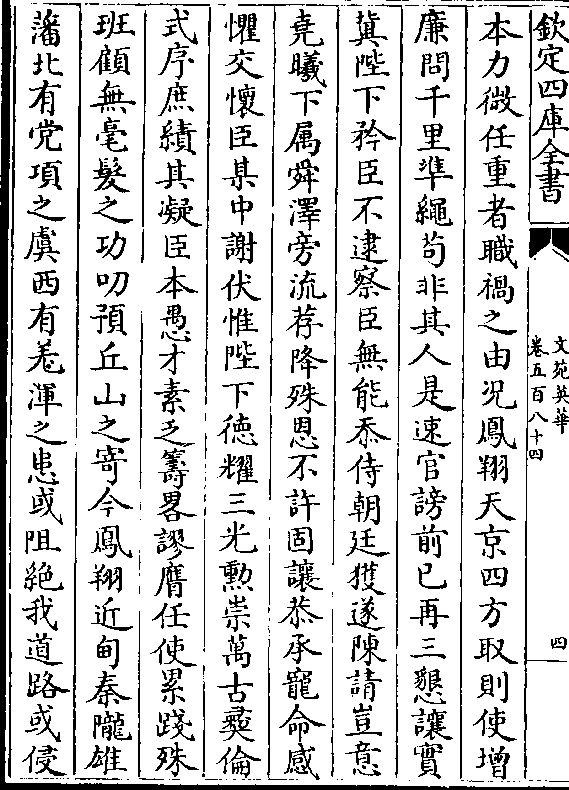 欽定四庫全書
文苑英華
卷五百八十四
四
本力微任重者職禍之由况鳳翔天京四方取則使增
廉問千里準繩苟非其人是速官謗前已再三懇讓實
冀陛下矜臣不逮察臣無能忝侍朝廷獲遂陳請豈意
堯曦下属舜澤旁流荐降殊恩不許固讓恭承寵命感
懼交懷臣某中謝伏惟陛下徳耀三光勲崇萬古彛倫
式序庶績其凝臣本愚才素乏籌畧謬膺任使累踐殊
班顧無毫髮之功叨預丘山之寄今鳳翔近甸秦隴雄
藩北有党項之虞西有羗渾之患或阻絶我道路或侵